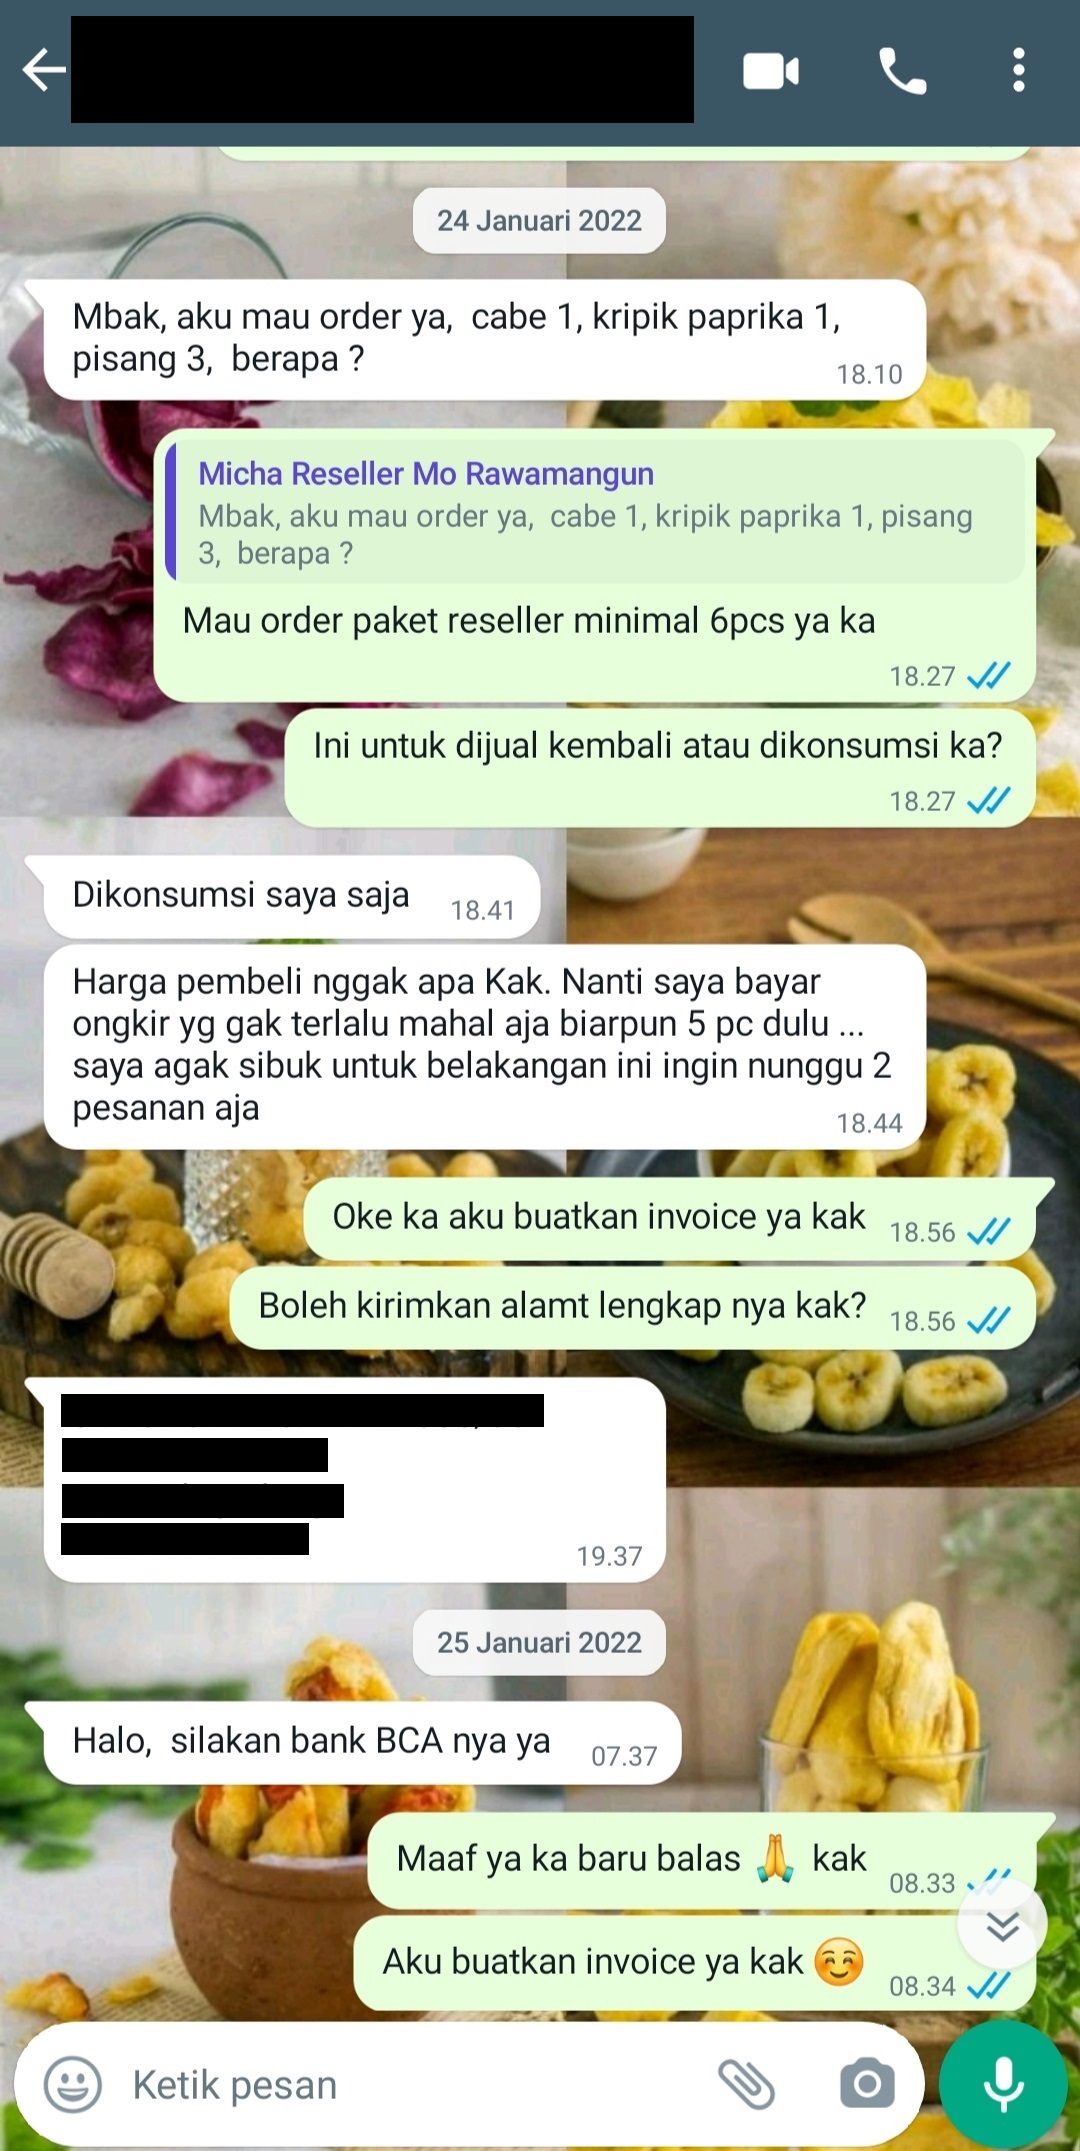 24 Januari 2022
Mbak, aku mau order ya,  cabe 1, kripik paprika 1,
pisang 3,  berapa ?
18.10
Micha Reseller Mo Rawamangun
Mbak, aku mau order ya,  cabe 1, kripik paprika 1, pisang
3,  berapa ?
Mau order paket reseller minimal 6pcs ya ka
18.27
Ini untuk dijual kembali atau dikonsumsi ka?
18.27
Dikonsumsi saya saja 18.41
Harga pembeli nggak apa Kak. Nanti saya bayar
ongkir yg gak terlalu mahal aja biarpun 5 pc dulu ...
saya agak sibuk untuk belakangan ini ingin nunggu 2
pesanan aja
18.44
Oke ka aku buatkan invoice ya kak 18.56
Boleh kirimkan alamt lengkap nya kak? 18.56
19.37
25 Januari 2022
Halo,  silakan bank BCA nya ya 07.37
Maaf ya ka baru balas 🙏 kak 08.33
Aku buatkan invoice ya kak ☺️ 08.34
Ketik pesan